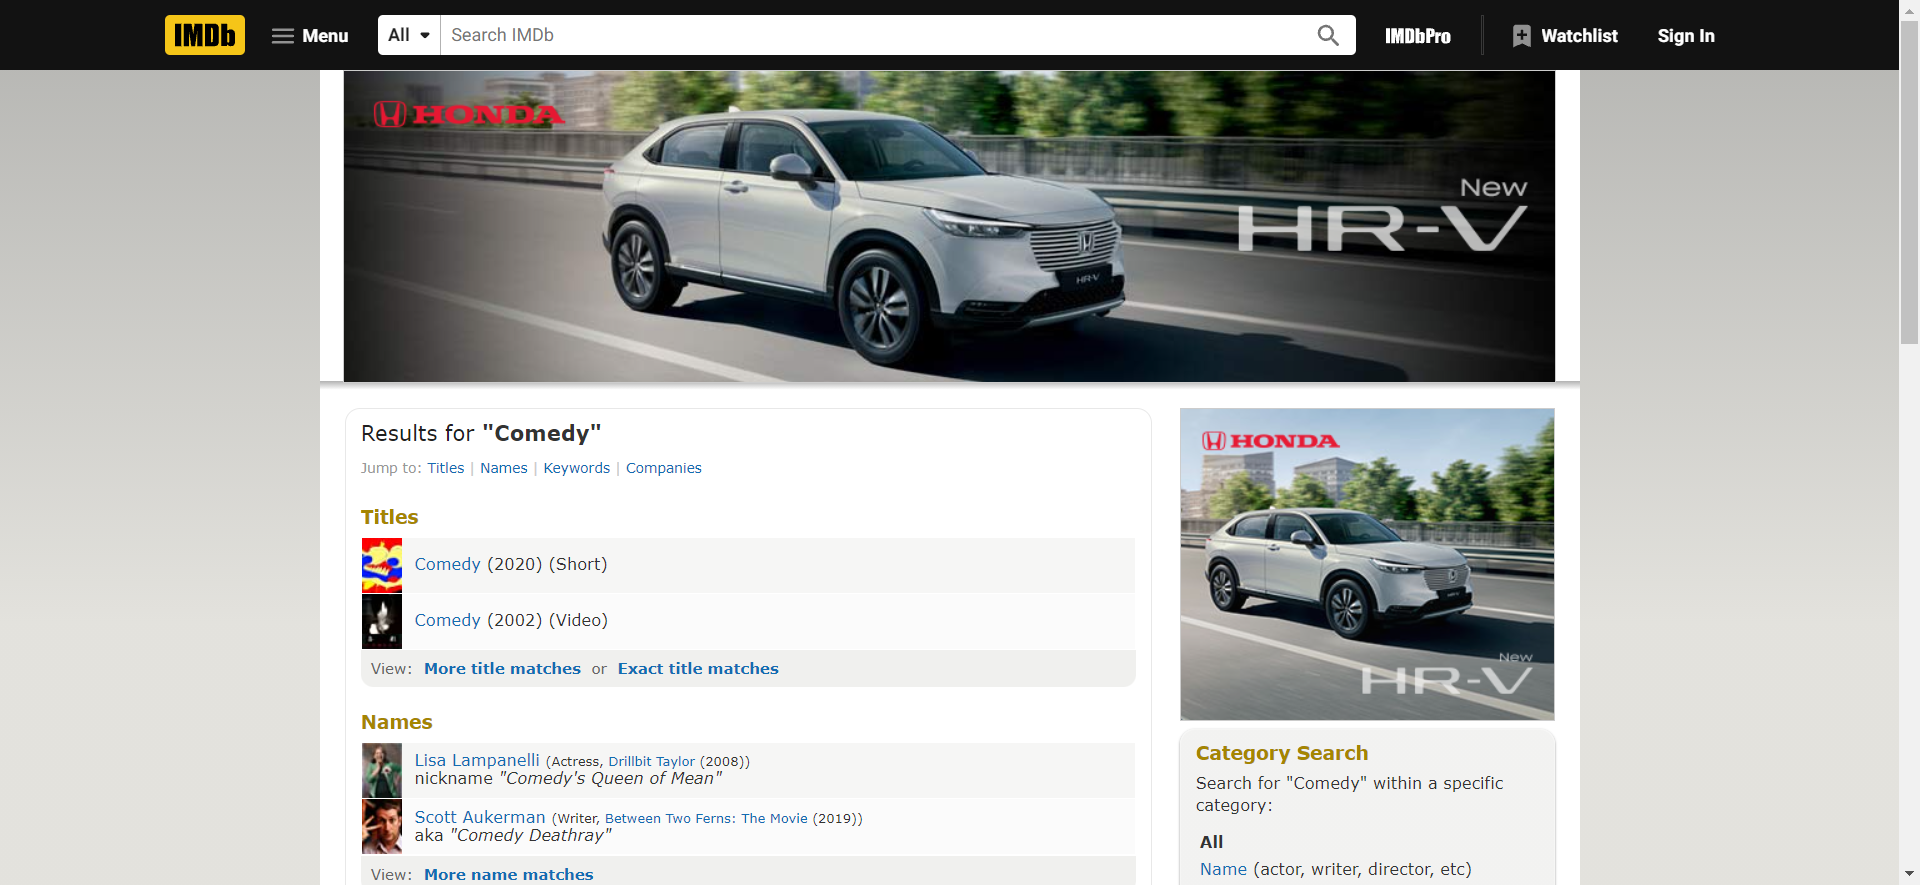 IMDb Menu All Search IMDb IMDbPro Watchlist Sign In
HONDA
New
HR-V
HR-V
Results for "Comedy"
Jump to: Titles | Names | Keywords | Companies
Titles
Comedy (2020) (Short)
Comedy (2002) (Video)
View: More title matches or Exact title matches
Names
Lisa Lampanelli (Actress, Drillbit Taylor (2008))
nickname "Comedy's Queen of Mean"
Scott Aukerman (Writer, Between Two Ferns: The Movie (2019))
aka "Comedy Deathray"
View: More name matches
HONDA
New
HR-V
Category Search
Search for "Comedy" within a specific
category:
All
Name (actor, writer, director, etc)